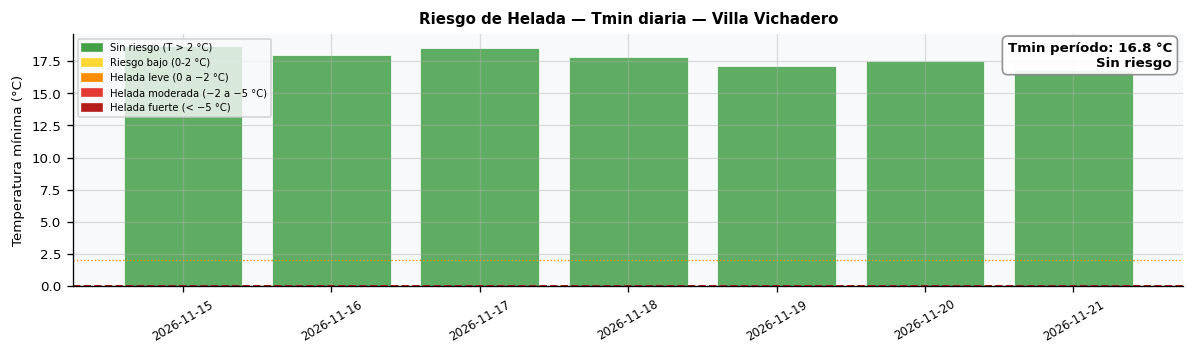 Riesgo de Helada — Tmin diaria — Villa Vichadero
Sin riesgo (T > 2 °C)
Riesgo bajo (0-2 °C)
Helada leve (0 a −2 °C)
Helada moderada (−2 a −5 °C)
Helada fuerte (< −5 °C)
Tmin período: 16.8 °C
Sin riesgo
Temperatura mínima (°C)
17.5
15.0
12.5
10.0
7.5
5.0
2.5
0.0
2026-11-15
2026-11-16
2026-11-17
2026-11-18
2026-11-19
2026-11-20
2026-11-21